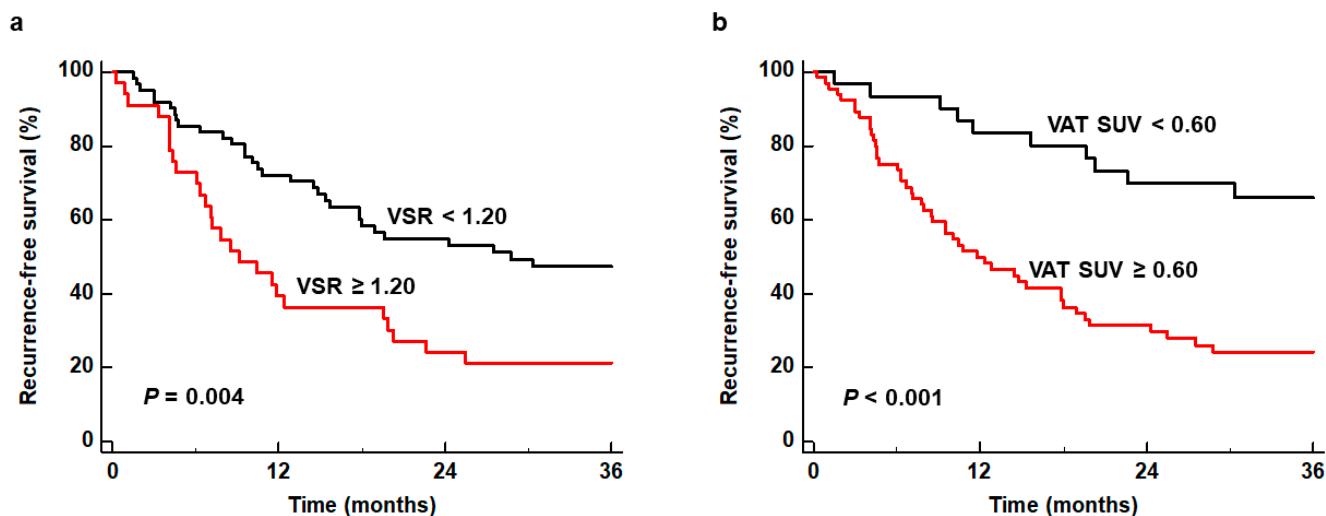 a
Recurrence-free survival (%)
100
80
60
40
20
0
VSR < 1.20
VSR ≥ 1.20
P = 0.004
0 12 24 36
Time (months)
b
Recurrence-free survival (%)
100
80
60
40
20
0
VAT SUV < 0.60
VAT SUV ≥ 0.60
P < 0.001
0 12 24 36
Time (months)